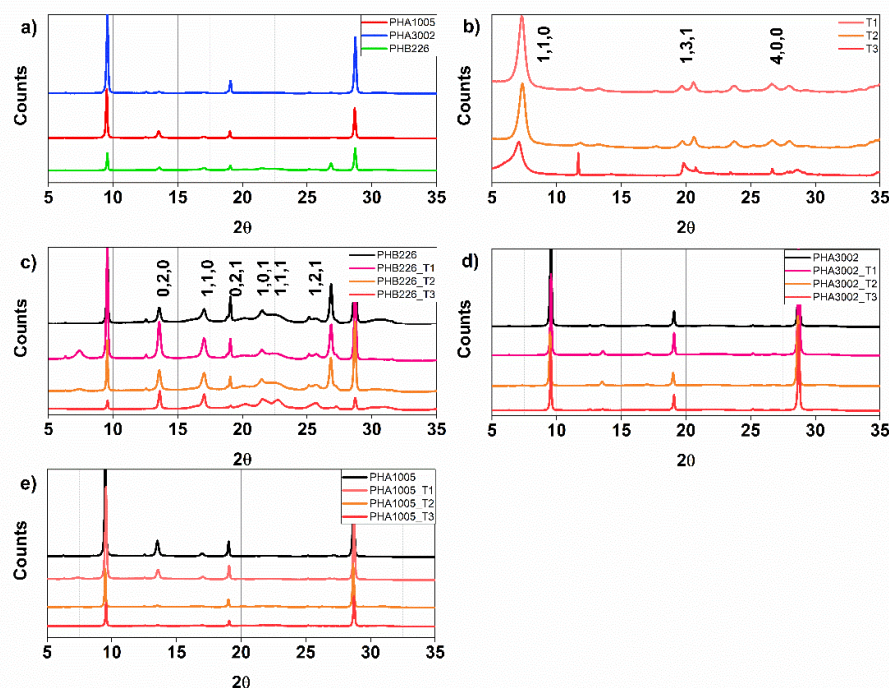 a)
PHA1005
PHA3002
PHB226
Counts
5 10 15 20 25 30 35
2θ
b)
1,1,0
1,3,1
4,0,0
T1
T2
T3
Counts
5 10 15 20 25 30 35
2θ
c)
0,2,0
1,1,0
0,2,1
1,0,1
1,1,1
1,2,1
PHB226
PHB226_T1
PHB226_T2
PHB226_T3
Counts
5 10 15 20 25 30 35
2θ
d)
PHA3002
PHA3002_T1
PHA3002_T2
PHA3002_T3
Counts
5 10 15 20 25 30 35
2θ
e)
PHA1005
PHA1005_T1
PHA1005_T2
PHA1005_T3
Counts
5 10 15 20 25 30 35
2θ